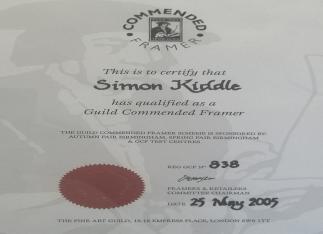 COMMENDED
FRAMER
This is to certify that
Simon Kiddle
has qualified as a
Guild Commended Framer
THE GUILD COMMENDED FRAMER SCHEME IS SPONSORED BY:
AUTUMN FAIR BIRMINGHAM, SPRING FAIR BIRMINGHAM
& GCF TEST CENTRES
REG GCF Nº 838
FRAMERS & RETAILERS
COMMITTEE CHAIRMAN
DATE 25 May 2005
THE FINE ART GUILD, 16-18 EMPRESS PLACE, LONDON SW6 1TT